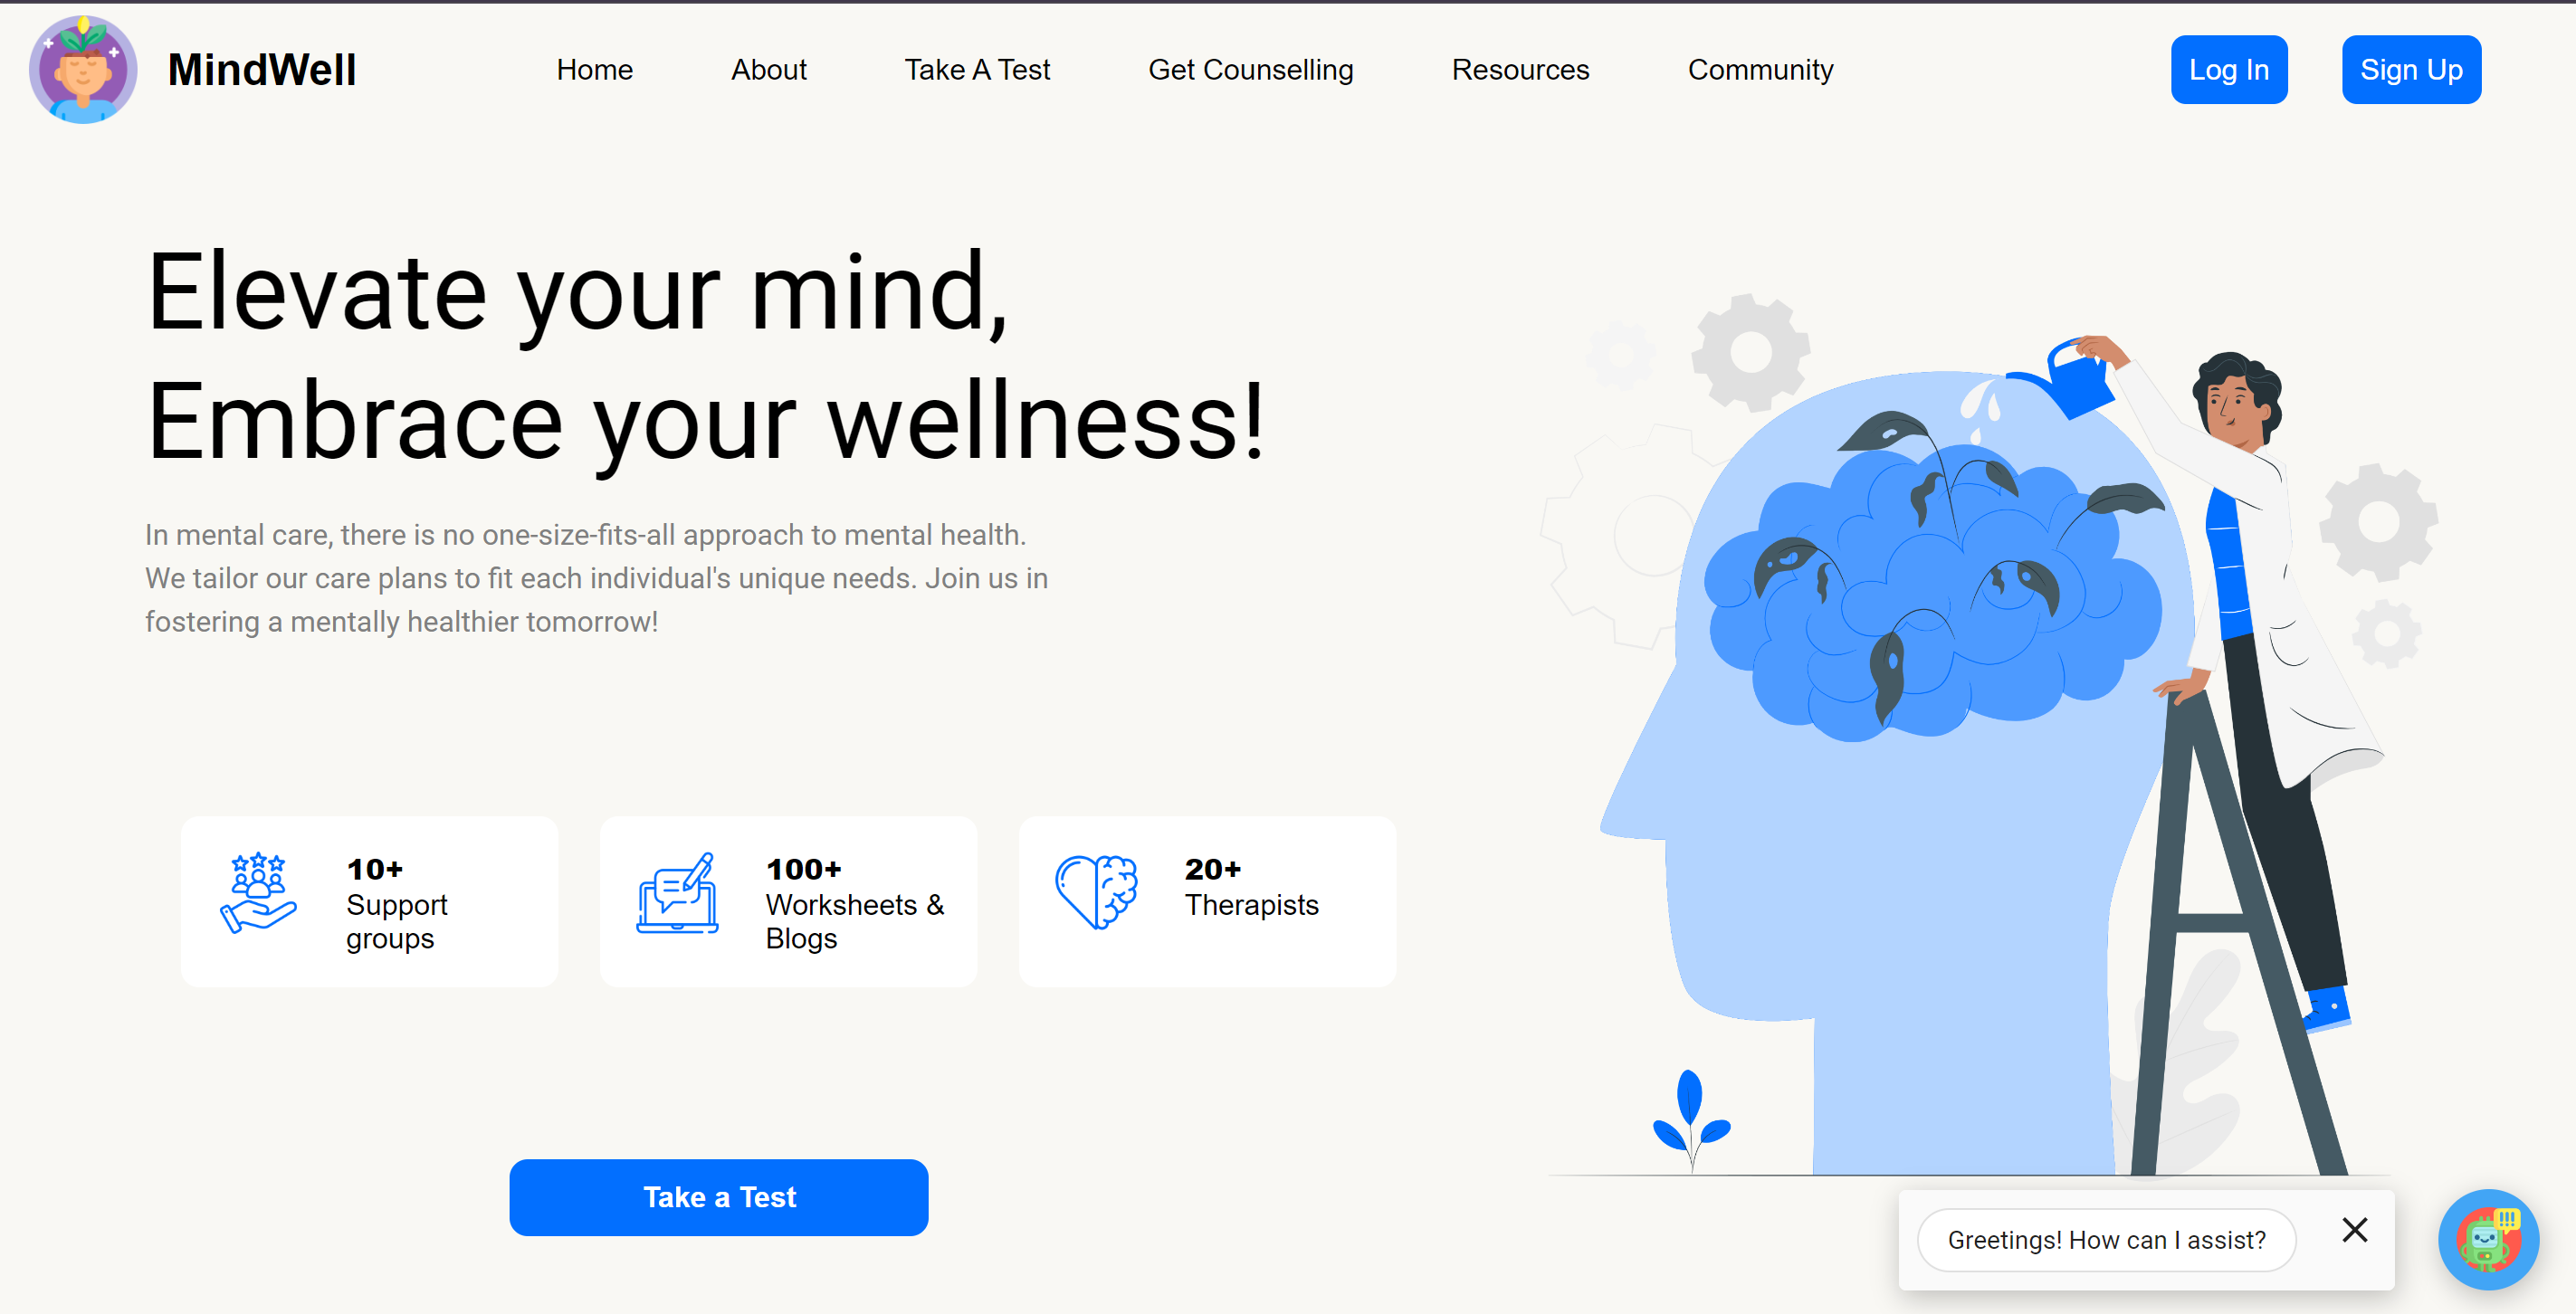 MindWell
Home
About
Take A Test
Get Counselling
Resources
Community
Log In
Sign Up
Elevate your mind,
Embrace your wellness!
In mental care, there is no one-size-fits-all approach to mental health.
We tailor our care plans to fit each individual's unique needs. Join us in
fostering a mentally healthier tomorrow!
10+
Support
groups
100+
Worksheets &
Blogs
20+
Therapists
Take a Test
Greetings! How can I assist?